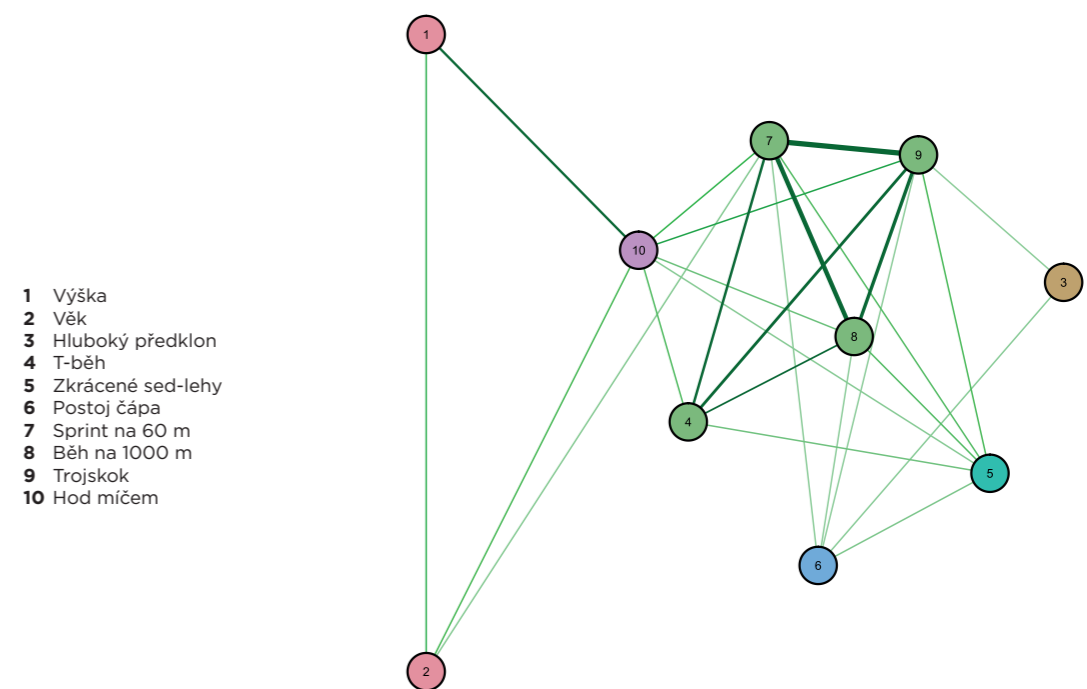 1
7
9
10
3
8
4
5
6
2
1 Výška
2 Věk
3 Hluboký předklon
4 T-běh
5 Zkrácené sed-lehy
6 Postoj čápa
7 Sprint na 60 m
8 Běh na 1000 m
9 Trojskok
10 Hod míčem